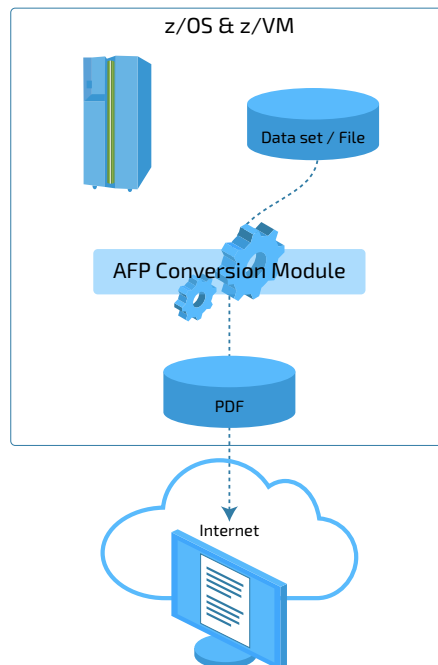 z/OS & z/VM
Data set / File
AFP Conversion Module
PDF
Internet